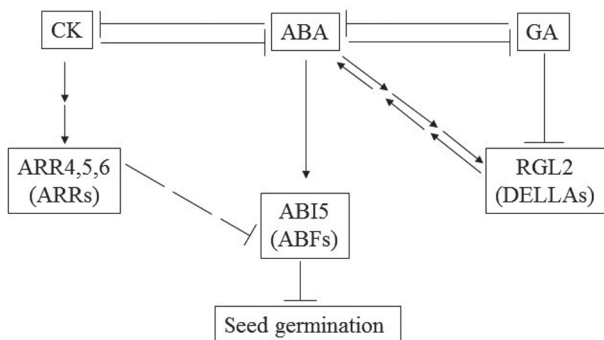 CK
ABA
GA
ARR4,5,6
(ARRs)
RGL2
(DELLAs)
ABI5
(ABFs)
Seed germination